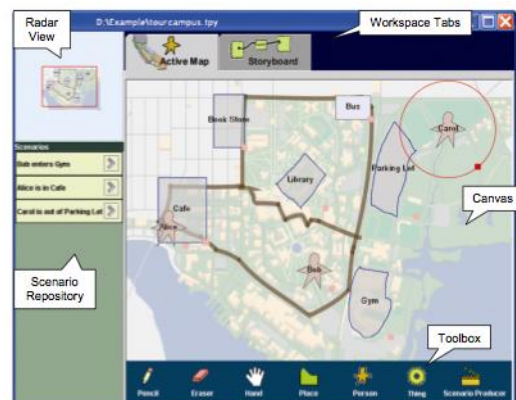 D:\Example\tourcampus.tpy
Radar View
Workspace Tabs
Active Map
Storyboard
Scenarios
Bob enters Gym
Alice is in Cafe
Carol is out of Parking Lot
Scenario Repository
Book Store
Bus
Carol
Parking Lot
Library
Cafe
Alice
Bob
Gym
Canvas
Toolbox
Pencil
Eraser
Hand
Place
Person
Thing
Scenario Producer